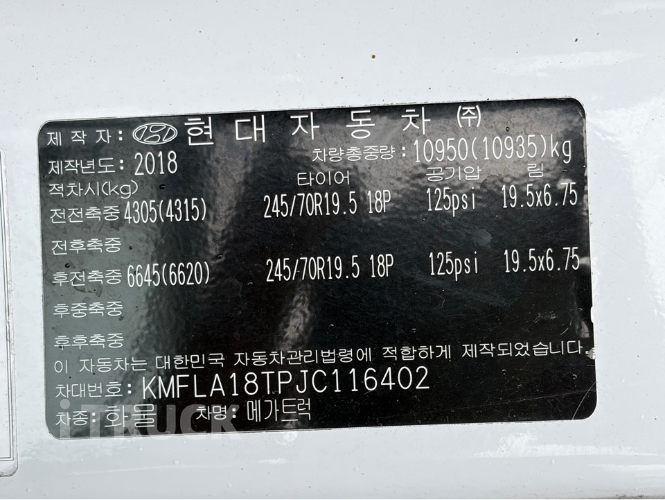 제작자: 현대자동차 ㈜
제작년도: 2018 차량총중량: 10950(10935)kg
적차시(kg) 타이어 공기압 림
전전축중 4305(4315) 245/70R19.5 18P 125psi 19.5x6.75
전후축중
후전축중 6645(6620) 245/70R19.5 18P 125psi 19.5x6.75
후중축중
후후축중
이 자동차는 대한민국 자동차관리법령에 적합하게 제작되었습니다.
차대번호: KMFLA18TPJC116402
차종: 화물 차명: 메가트럭
iTRUCK